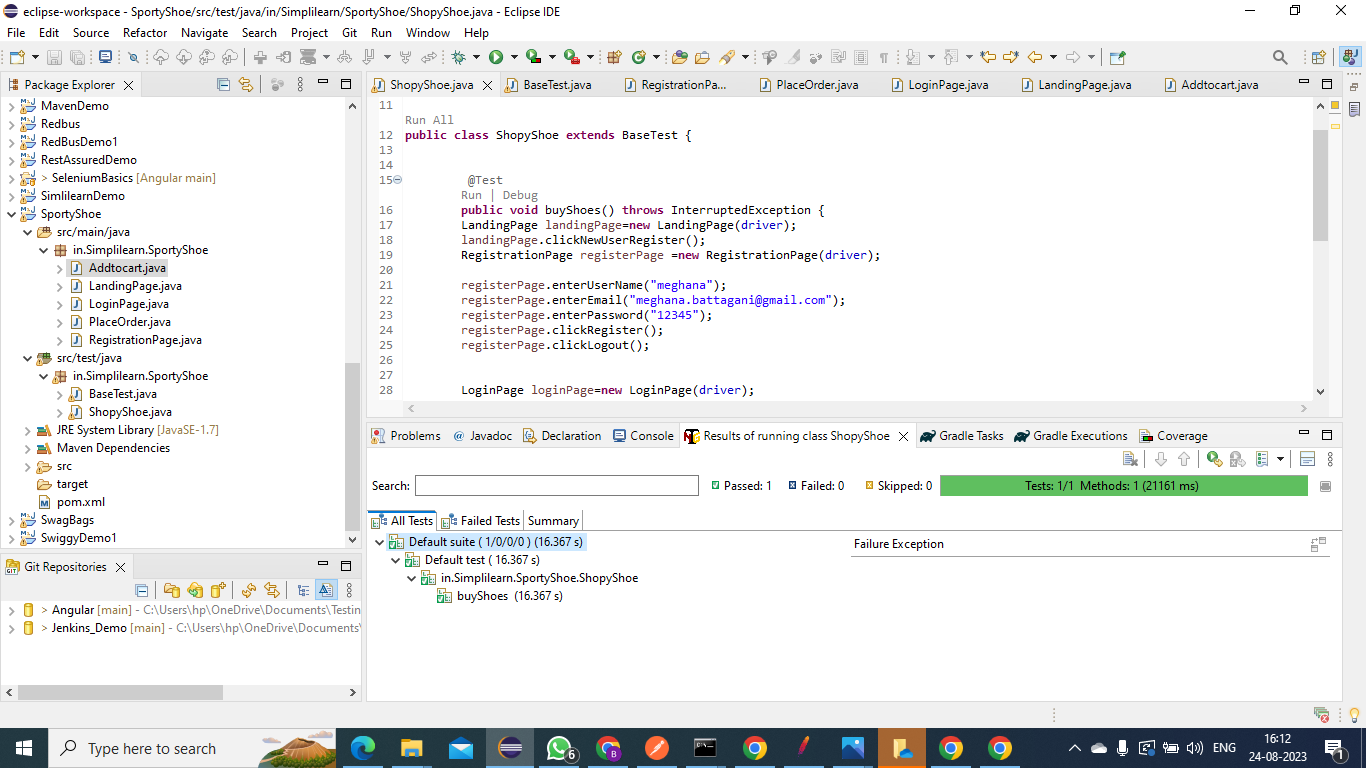 eclipse-workspace - SportyShoe/src/test/java/in/Simplilearn/SportyShoe/ShopyShoe.java - Eclipse IDE
File Edit Source Refactor Navigate Search Project Git Run Window Help
Package Explorer
MavenDemo
Redbus
RedBusDemo1
RestAssuredDemo
> SeleniumBasics [Angular main]
SimlilearnDemo
SportyShoe
src/main/java
in.Simplilearn.SportyShoe
Addtocart.java
LandingPage.java
LoginPage.java
PlaceOrder.java
RegistrationPage.java
src/test/java
in.Simplilearn.SportyShoe
BaseTest.java
ShopyShoe.java
JRE System Library [JavaSE-1.7]
Maven Dependencies
src
target
pom.xml
SwagBags
SwiggyDemo1
Git Repositories
> Angular [main] - C:\Users\hp\OneDrive\Documents\Testin
> Jenkins_Demo [main] - C:\Users\hp\OneDrive\Documents\
ShopyShoe.java BaseTest.java RegistrationPa... PlaceOrder.java LoginPage.java LandingPage.java Addtocart.java
11
Run All
12 public class ShopyShoe extends BaseTest {
13
14
15 @Test
Run | Debug
16 public void buyShoes() throws InterruptedException {
17 LandingPage landingPage=new LandingPage(driver);
18 landingPage.clickNewUserRegister();
19 RegistrationPage registerPage =new RegistrationPage(driver);
20
21 registerPage.enterUserName("meghana");
22 registerPage.enterEmail("meghana.battagani@gmail.com");
23 registerPage.enterPassword("12345");
24 registerPage.clickRegister();
25 registerPage.clickLogout();
26
27
28 LoginPage loginPage=new LoginPage(driver);
Problems @ Javadoc Declaration Console Results of running class ShopyShoe Gradle Tasks Gradle Executions Coverage
Search: Passed: 1 Failed: 0 Skipped: 0 Tests: 1/1 Methods: 1 (21161 ms)
All Tests Failed Tests Summary
Default suite ( 1/0/0/0 ) (16.367 s)
Default test ( 16.367 s)
in.Simplilearn.SportyShoe.ShopyShoe
buyShoes (16.367 s)
Failure Exception
Type here to search
6
B
ENG
16:12
24-08-2023
1